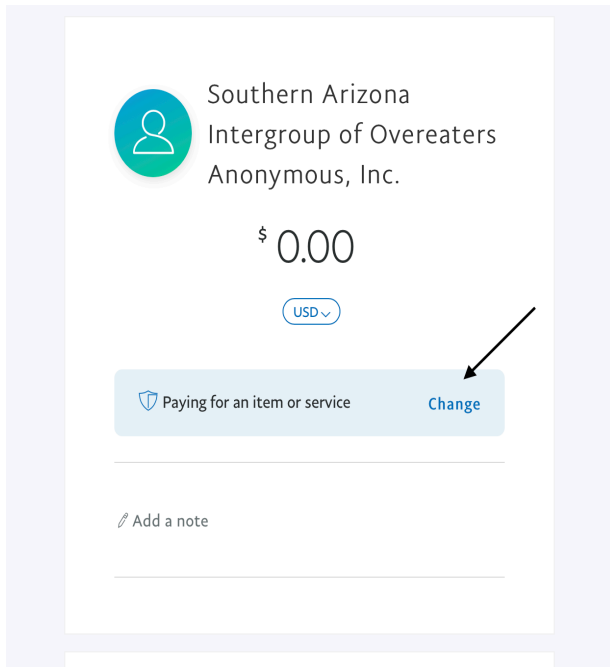 Southern Arizona
Intergroup of Overeaters
Anonymous, Inc.
$ 0.00
USD
Paying for an item or service Change
Add a note